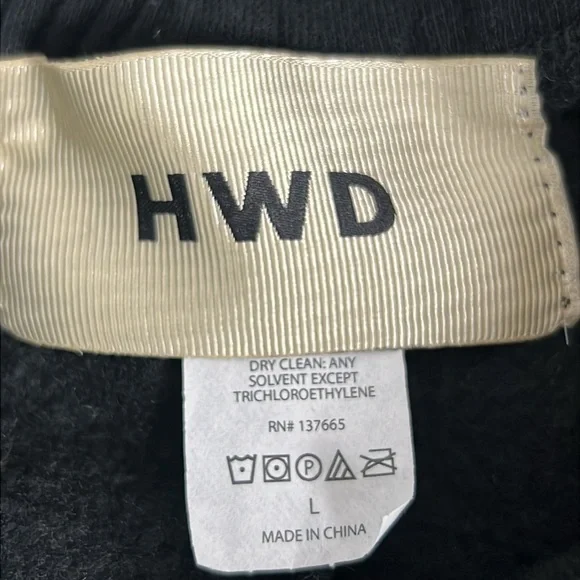 HWD
DRY CLEAN: ANY
SOLVENT EXCEPT
TRICHLOROETHYLENE
RN# 137665
P
L
MADE IN CHINA